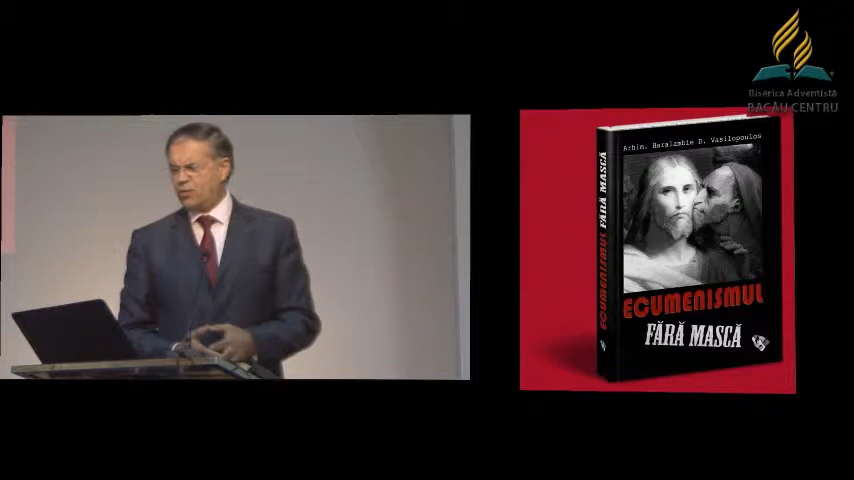 Biserica Adventistă
BACĂU CENTRU
Arhim. Haralambie D. Vasilopoulos
ECUMENISMUL FĂRĂ MASCĂ
ECUMENISMUL
FĂRĂ MASCĂ